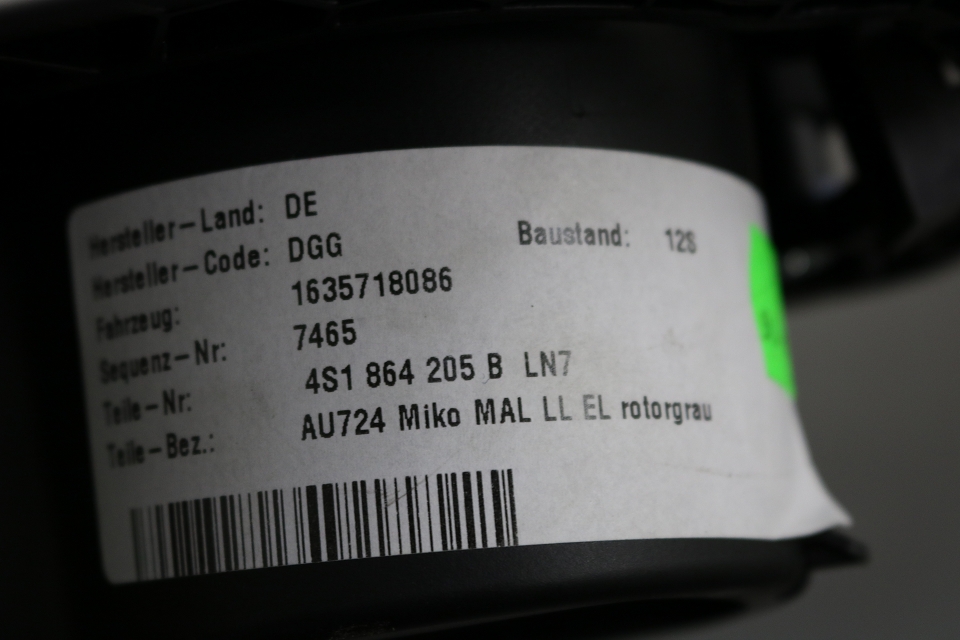 Hersteller-Land: DE
Hersteller-Code: DGG Baustand: 12S
Fahrzeug: 1635718086
Sequenz-Nr: 7465
Teile-Nr: 4S1 864 205 B LN7
Teile-Bez.: AU724 Miko MAL LL EL rotorgrau